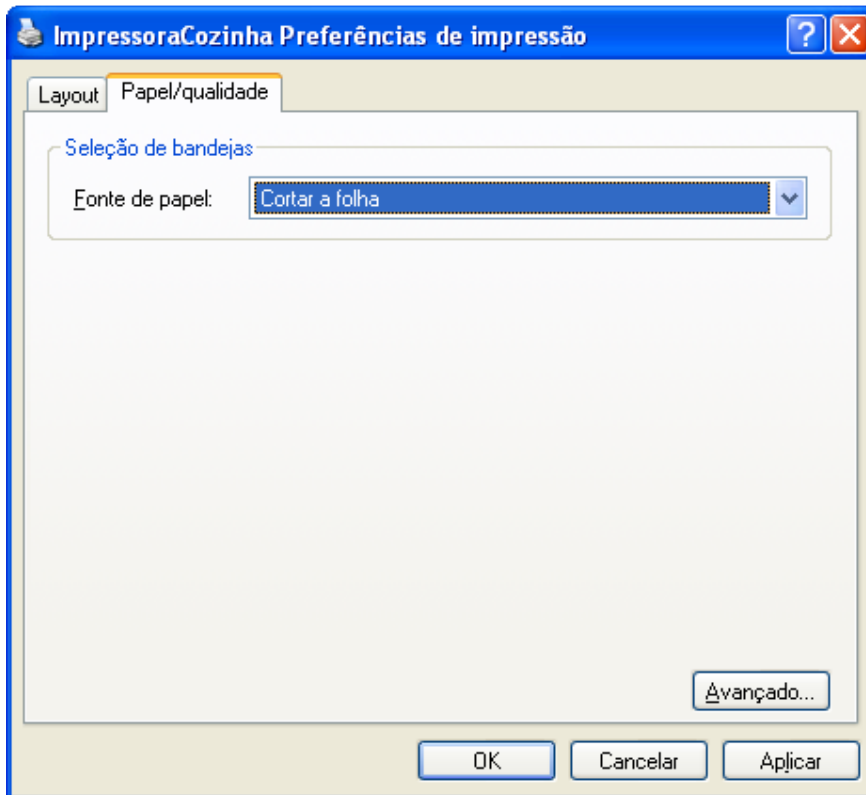 ImpressoraCozinha Preferências de impressão
Layout Papel/qualidade
Seleção de bandejas
Fonte de papel: Cortar a folha
Avançado...
OK Cancelar Aplicar